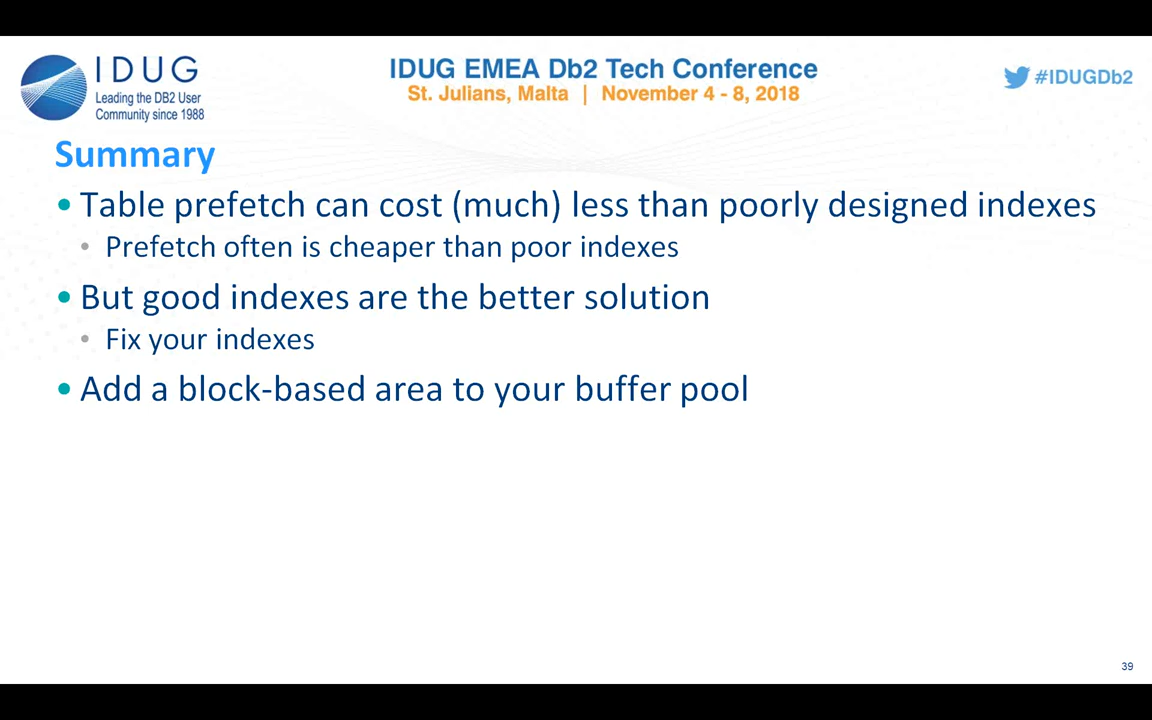 IDUG
Leading the DB2 User
Community since 1988
IDUG EMEA Db2 Tech Conference
St. Julians, Malta | November 4 - 8, 2018
#IDUGDb2
Summary
• Table prefetch can cost (much) less than poorly designed indexes
• Prefetch often is cheaper than poor indexes
• But good indexes are the better solution
• Fix your indexes
• Add a block-based area to your buffer pool
39